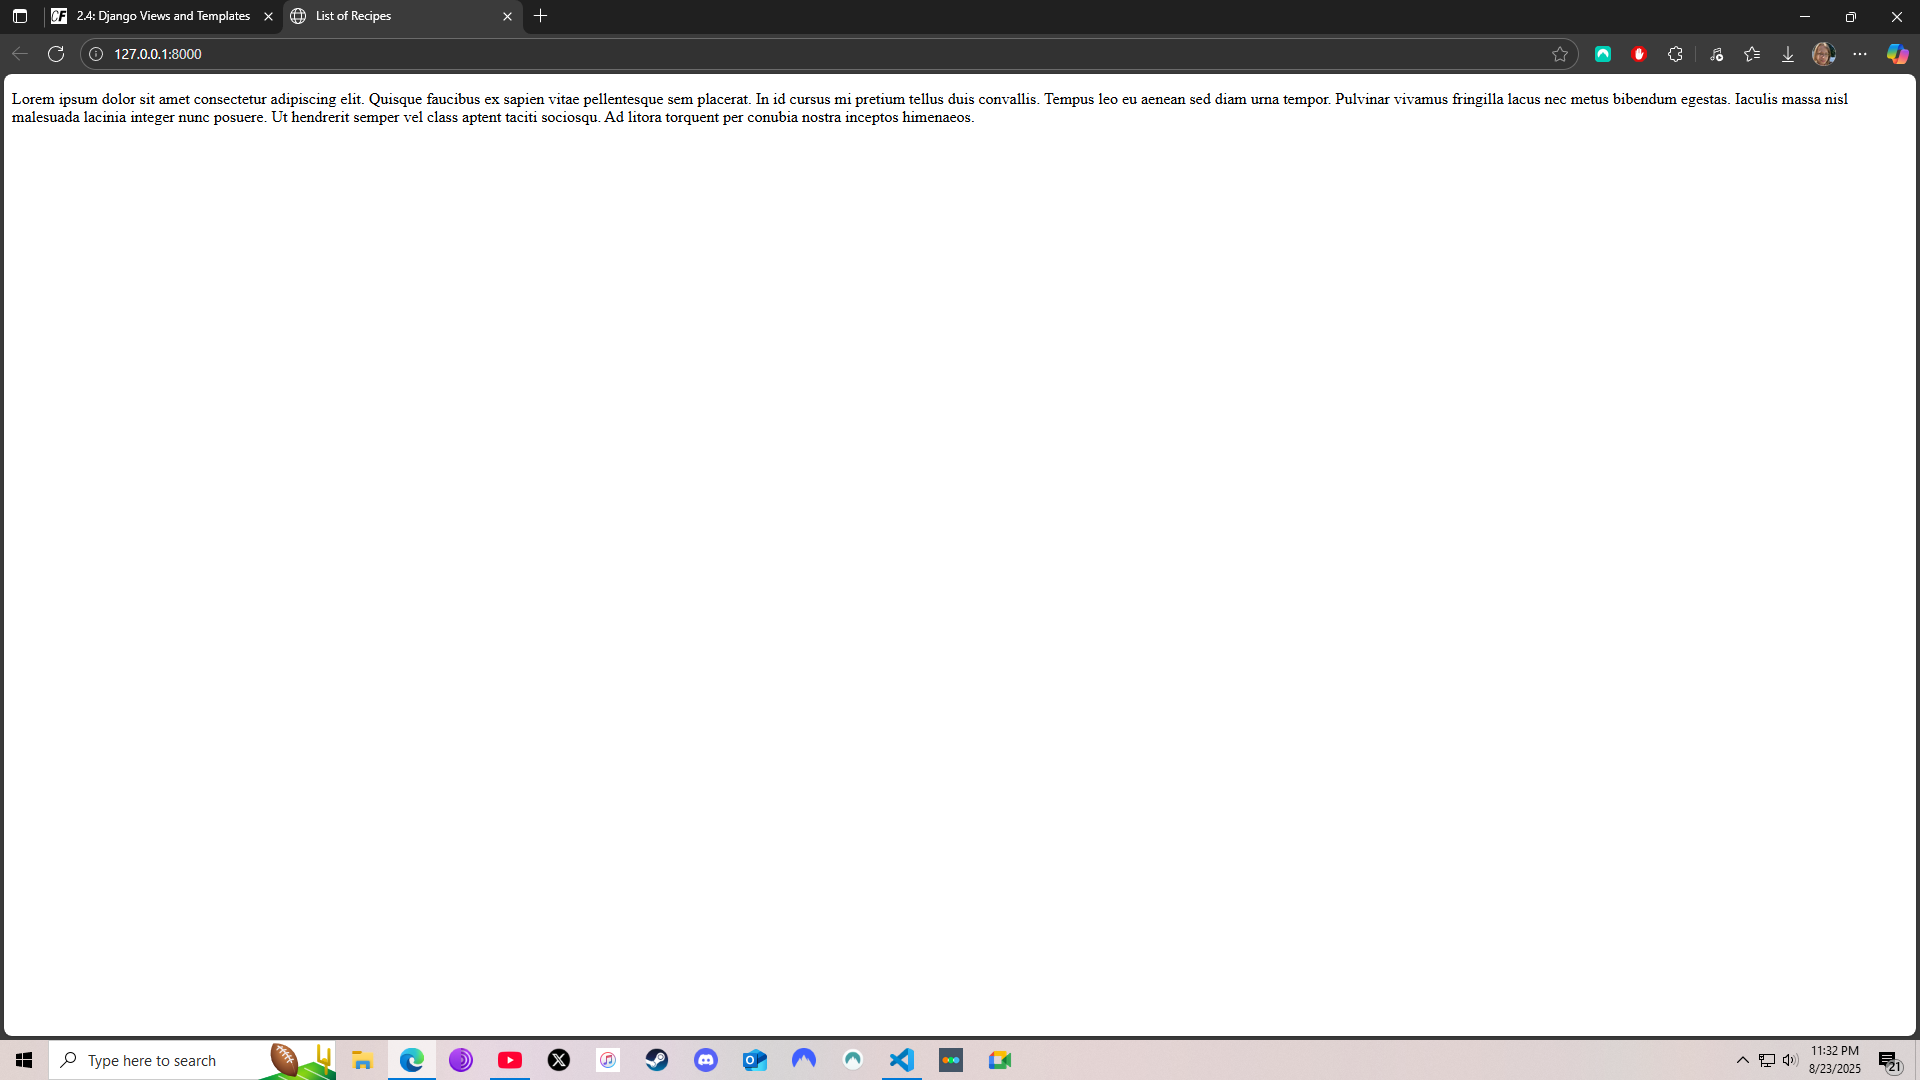 CF 2.4: Django Views and Templates
List of Recipes
127.0.0.1:8000
Lorem ipsum dolor sit amet consectetur adipiscing elit. Quisque faucibus ex sapien vitae pellentesque sem placerat. In id cursus mi pretium tellus duis convallis. Tempus leo eu aenean sed diam urna tempor. Pulvinar vivamus fringilla lacus nec metus bibendum egestas. Iaculis massa nisl
malesuada lacinia integer nunc posuere. Ut hendrerit semper vel class aptent taciti sociosqu. Ad litora torquent per conubia nostra inceptos himenaeos.
Type here to search
11:32 PM
8/23/2025
21